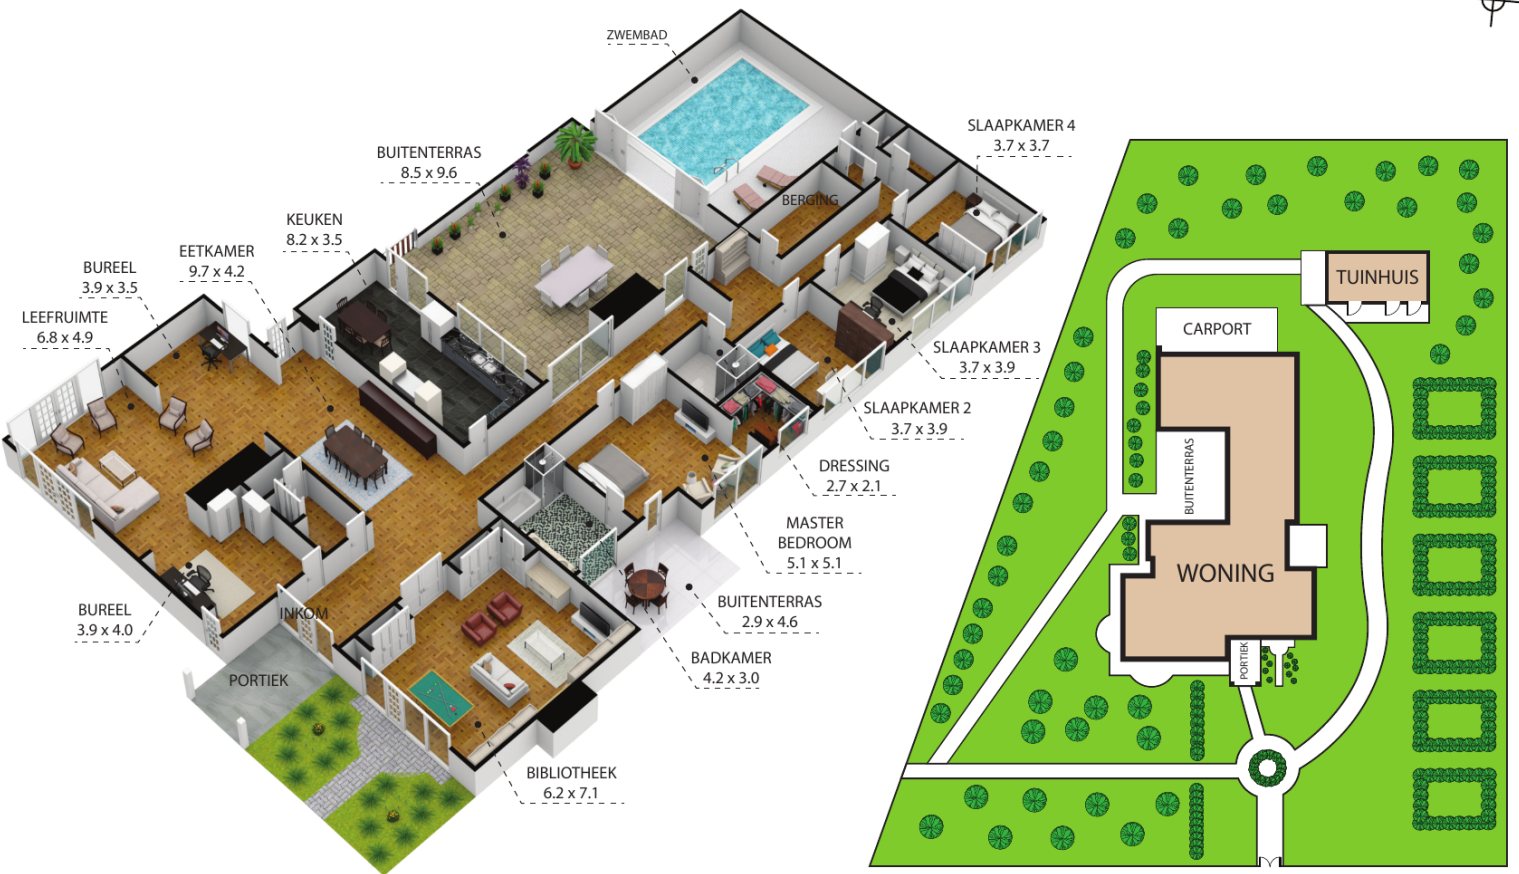 ZWEMBAD
SLAAPKAMER 4
3.7 x 3.7
BUITENTERRAS
8.5 x 9.6
BERGING
KEUKEN
8.2 x 3.5
EETKAMER
9.7 x 4.2
BUREEL
3.9 x 3.5
LEEFRUIMTE
6.8 x 4.9
SLAAPKAMER 3
3.7 x 3.9
SLAAPKAMER 2
3.7 x 3.9
DRESSING
2.7 x 2.1
MASTER
BEDROOM
5.1 x 5.1
BUITENTERRAS
2.9 x 4.6
BADKAMER
4.2 x 3.0
BUREEL
3.9 x 4.0
INKOM
PORTIEK
BIBLIOTHEEK
6.2 x 7.1
TUINHUIS
CARPORT
BUITENTERRAS
WONING
PORTIEK